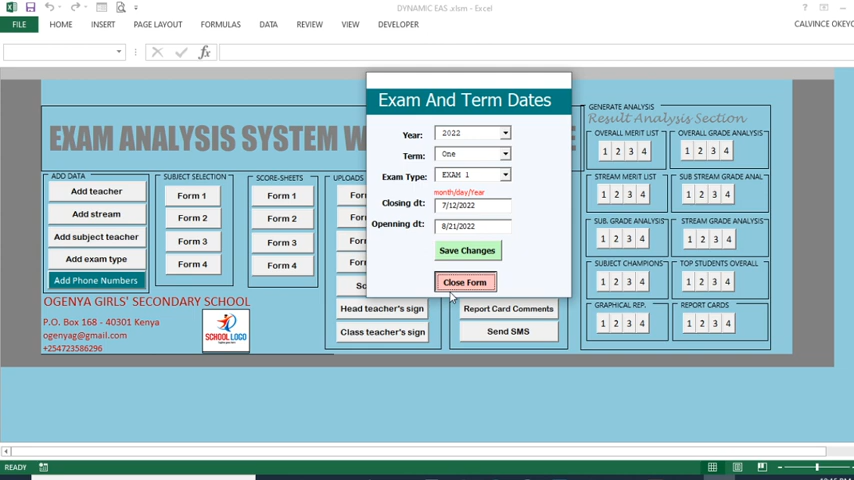 DYNAMIC EAS .xlsm - Excel
FILE
HOME
INSERT
PAGE LAYOUT
FORMULAS
DATA
REVIEW
VIEW
DEVELOPER
CALVINCE OKEYO
fx
EXAM ANALYSIS SYSTEM W
Exam And Term Dates
Year: 2022
Term: One
Exam Type: EXAM 1
month/day/Year
Closing dt: 7/12/2022
Openning dt: 8/21/2022
Save Changes
Close Form
ADD DATA
Add teacher
Add stream
Add subject teacher
Add exam type
Add Phone Numbers
SUBJECT SELECTION
Form 1
Form 2
Form 3
Form 4
SCORE-SHEETS
Form 1
Form 2
Form 3
Form 4
UPLOADS
Head teacher's sign
Class teacher's sign
Report Card Comments
Send SMS
GENERATE ANALYSIS
Result Analysis Section
OVERALL MERIT LIST
1 2 3 4
OVERALL GRADE ANALYSIS
1 2 3 4
STREAM MERIT LIST
1 2 3 4
SUB STREAM GRADE ANAL
1 2 3 4
SUB. GRADE ANALYSIS
1 2 3 4
STREAM GRADE ANALYSIS
1 2 3 4
SUBJECT CHAMPIONS
1 2 3 4
TOP STUDENTS OVERALL
1 2 3 4
GRAPHICAL REP.
1 2 3 4
REPORT CARDS
1 2 3 4
OGENYA GIRLS' SECONDARY SCHOOL
P.O. Box 168 - 40301 Kenya
ogenyag@gmail.com
+254723586296
SCHOOL LOGO
READY